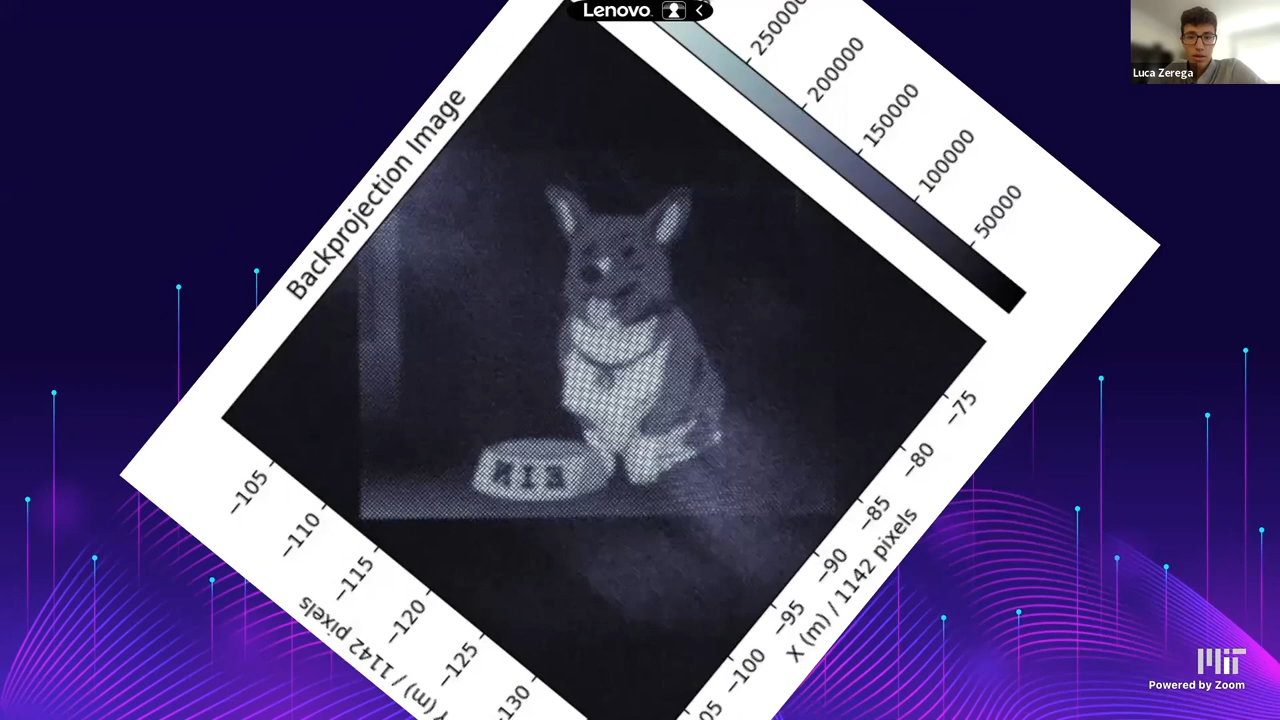 Lenovo
Luca Zerega
Backprojection Image
250000
200000
150000
100000
50000
−75
−80
−85
−90
−95
−100
X (m) / 1142 pixels
−105
−110
−115
−120
−125
−130
(m) / 1142 pixels
MIT
Powered by Zoom